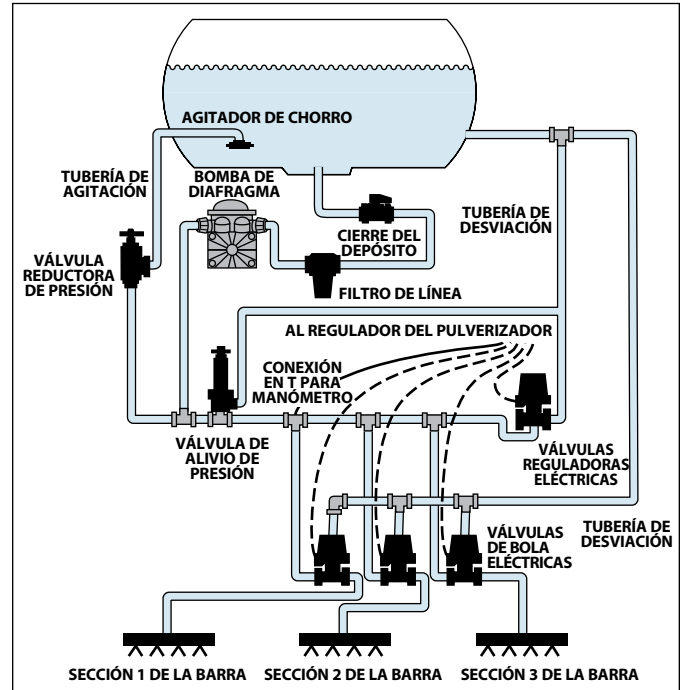 AGITADOR DE CHORRO
TUBERÍA DE
AGITACIÓN
BOMBA DE
DIAFRAGMA
CIERRE DEL
DEPÓSITO
TUBERÍA DE
DESVIACIÓN
VÁLVULA
REDUCTORA
DE PRESIÓN
FILTRO DE LÍNEA
AL REGULADOR DEL PULVERIZADOR
CONEXIÓN
EN T PARA
MANÓMETRO
VÁLVULA DE
ALIVIO DE
PRESIÓN
VÁLVULAS
REGULADORAS
ELÉCTRICAS
VÁLVULAS
DE BOLA
ELÉCTRICAS
TUBERÍA DE
DESVIACIÓN
SECCIÓN 1 DE LA BARRA
SECCIÓN 2 DE LA BARRA
SECCIÓN 3 DE LA BARRA